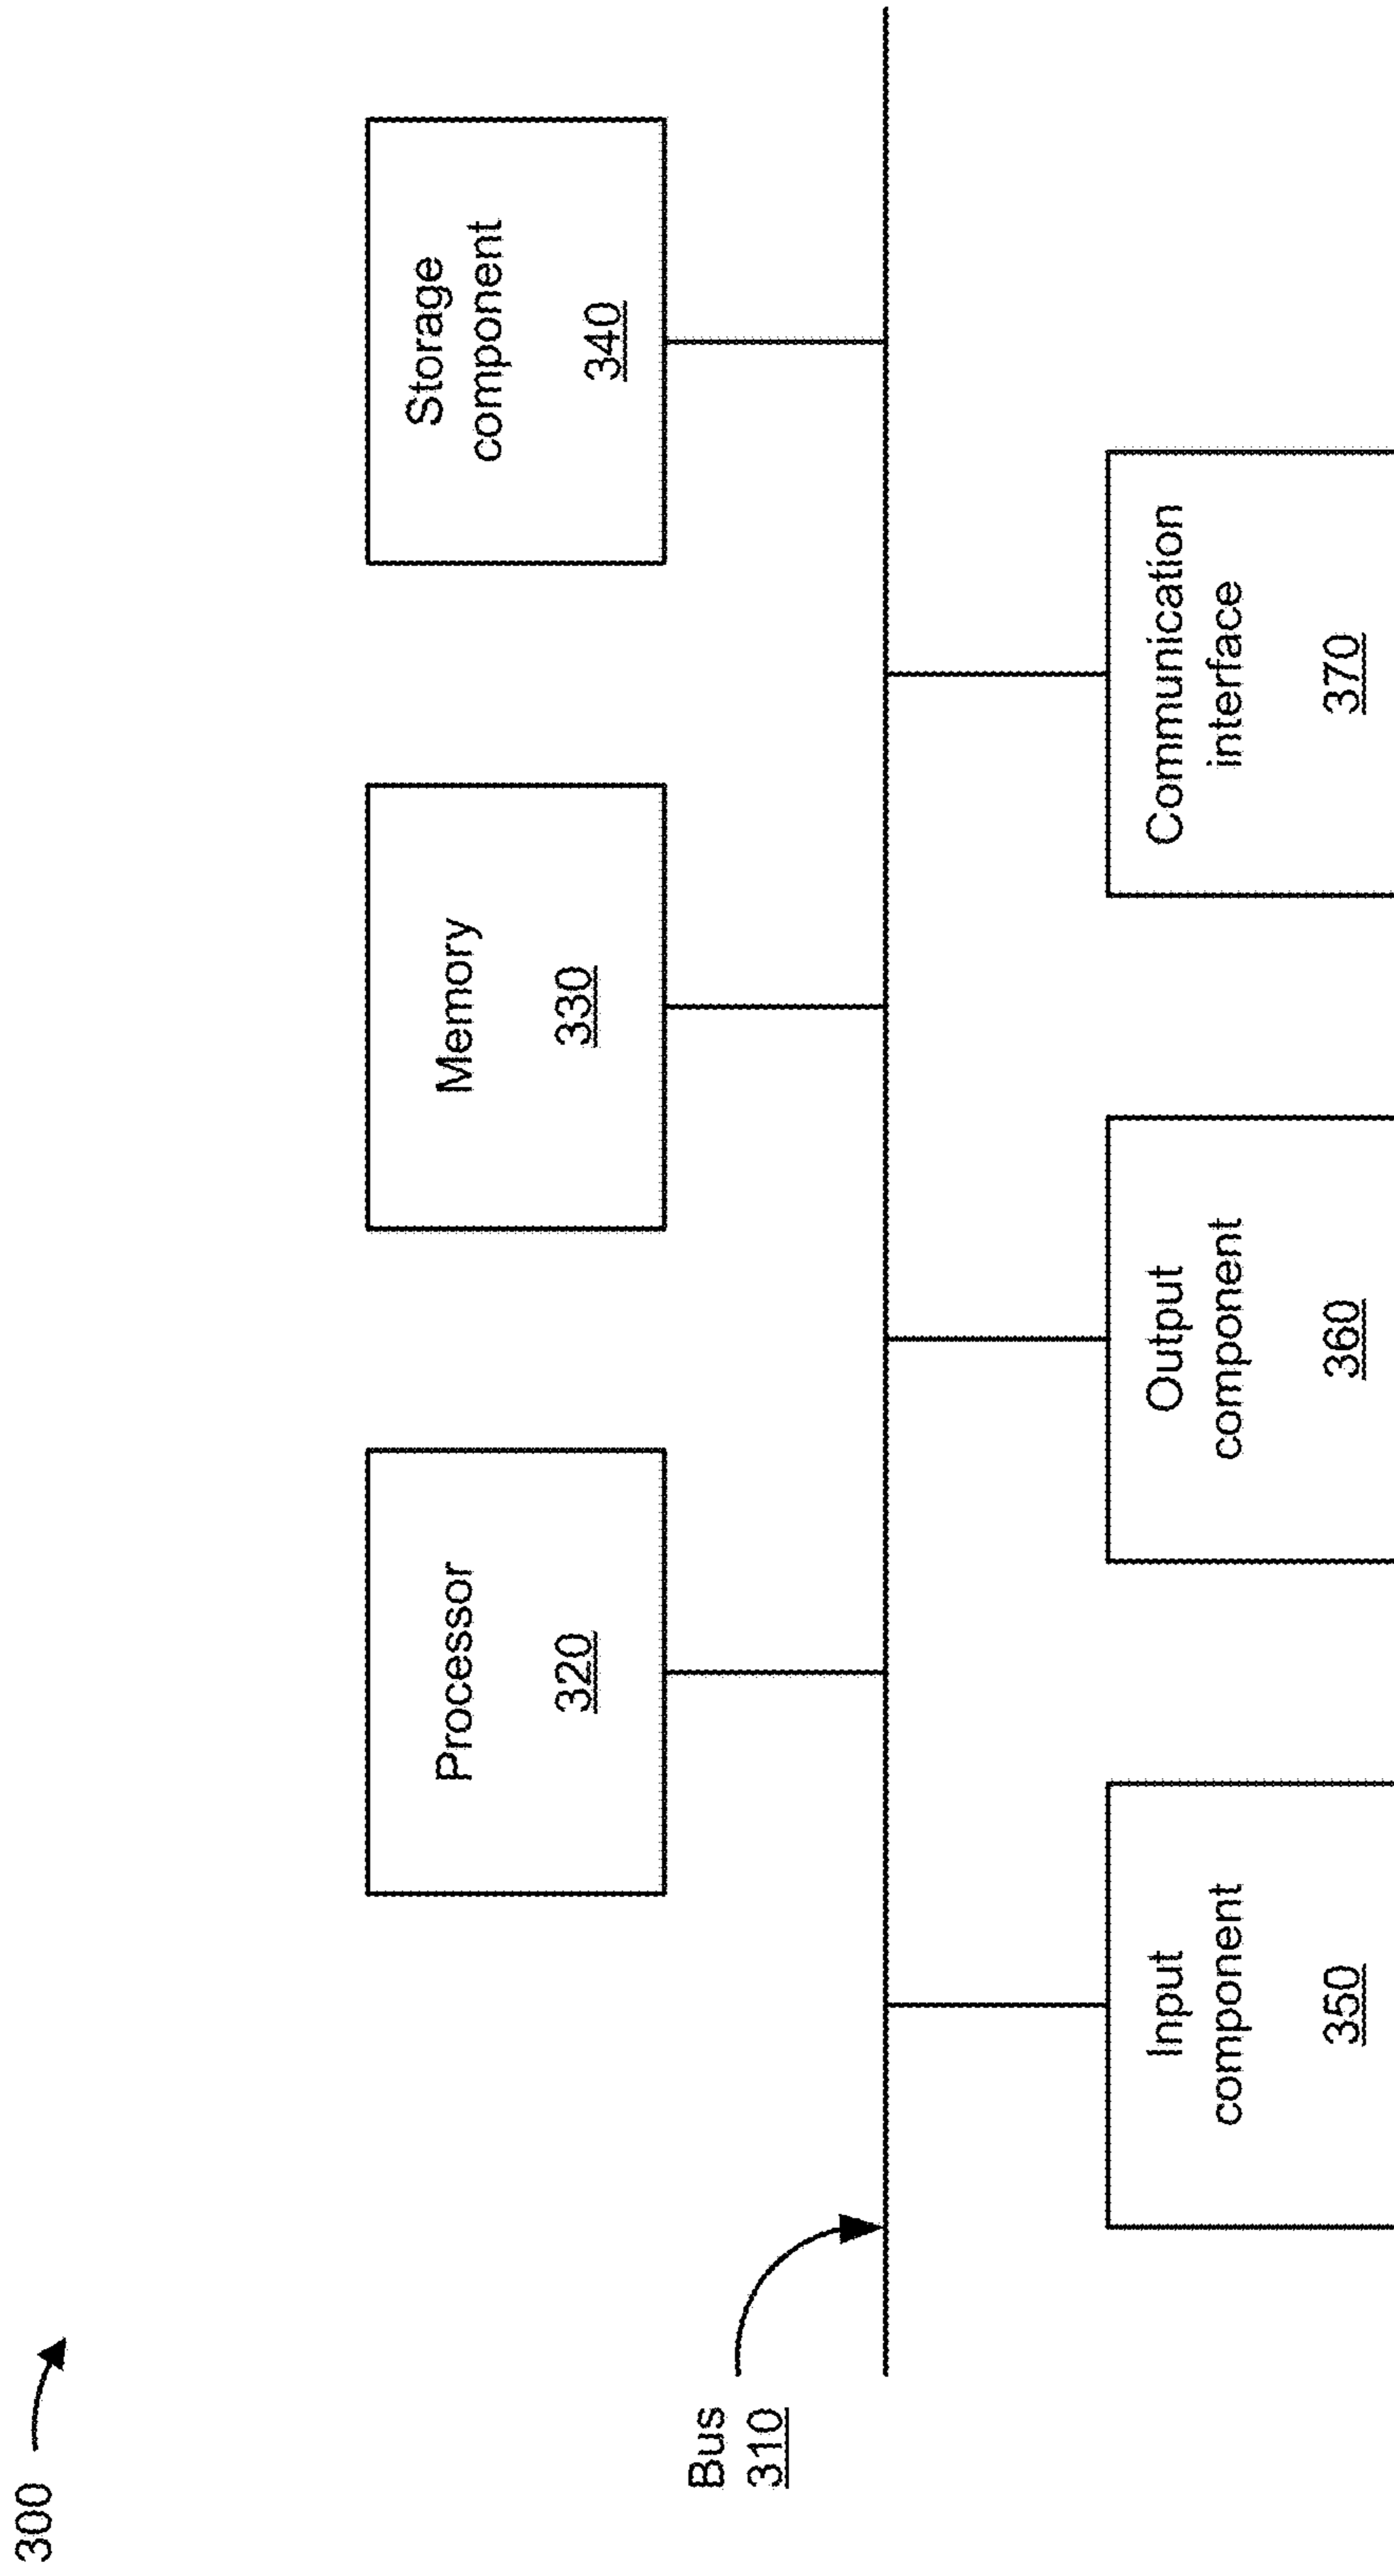 300
Processor
320
Memory
330
Storage
component
340
Bus
310
Input
component
350
Output
component
360
Communication
interface
370